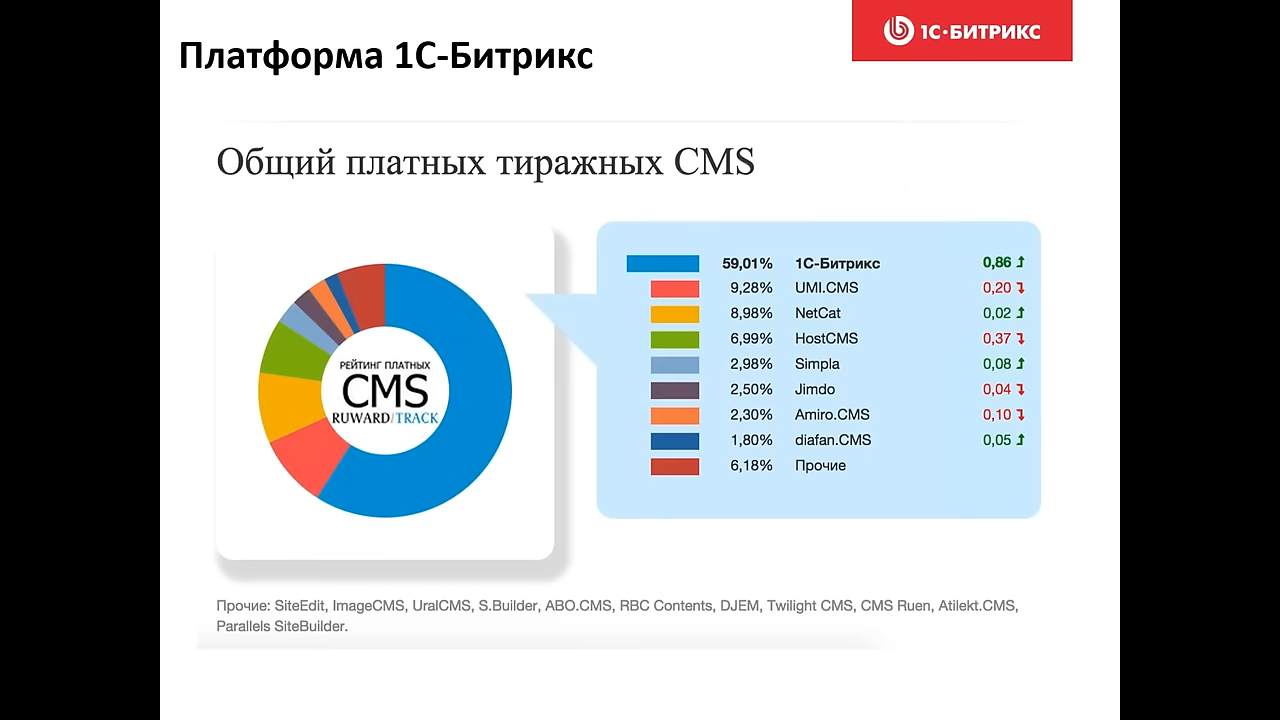 Платформа 1С-Битрикс
1С·БИТРИКС
Общий платных тиражных CMS
РЕЙТИНГ ПЛАТНЫХ
CMS
RUWARD/TRACK
59,01% 1С-Битрикс 0,86
9,28% UMI.CMS 0,20
8,98% NetCat 0,02
6,99% HostCMS 0,37
2,98% Simpla 0,08
2,50% Jimdo 0,04
2,30% Amiro.CMS 0,10
1,80% diafan.CMS 0,05
6,18% Прочие
Прочие: SiteEdit, ImageCMS, UralCMS, S.Builder, ABO.CMS, RBC Contents, DJEM, Twilight CMS, CMS Ruen, Atilekt.CMS,
Parallels SiteBuilder.